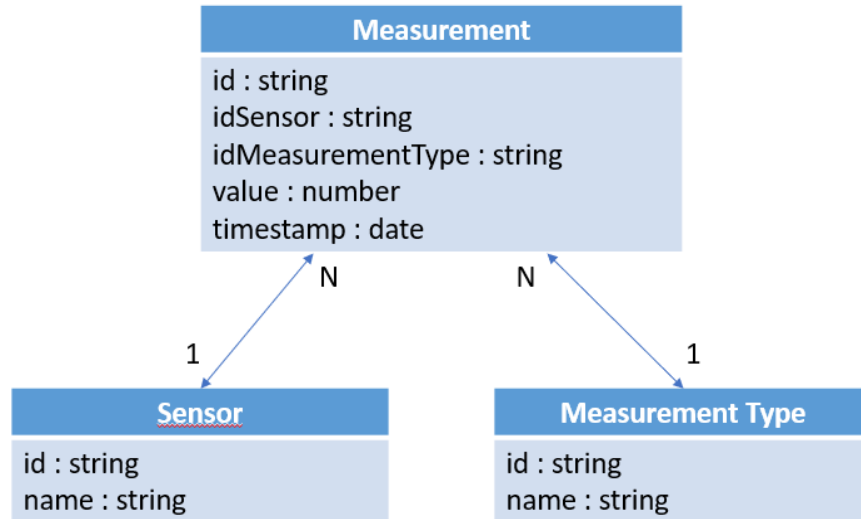 Measurement
id : string
idSensor : string
idMeasurementType : string
value : number
timestamp : date
N
N
1
1
Sensor
id : string
name : string
Measurement Type
id : string
name : string